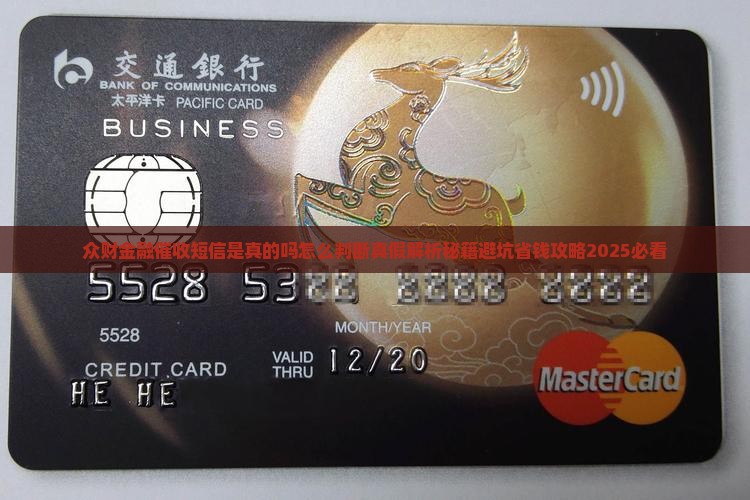 交通銀行
BANK OF COMMUNICATIONS
太平洋卡 PACIFIC CARD
BUSINESS
众财金融催收短信是真的吗怎么判断真假解析秘籍避坑省钱攻略2025必看
5528 53
5528
MONTH/YEAR
CREDIT CARD
VALID THRU 12/20
HE HE
MasterCard